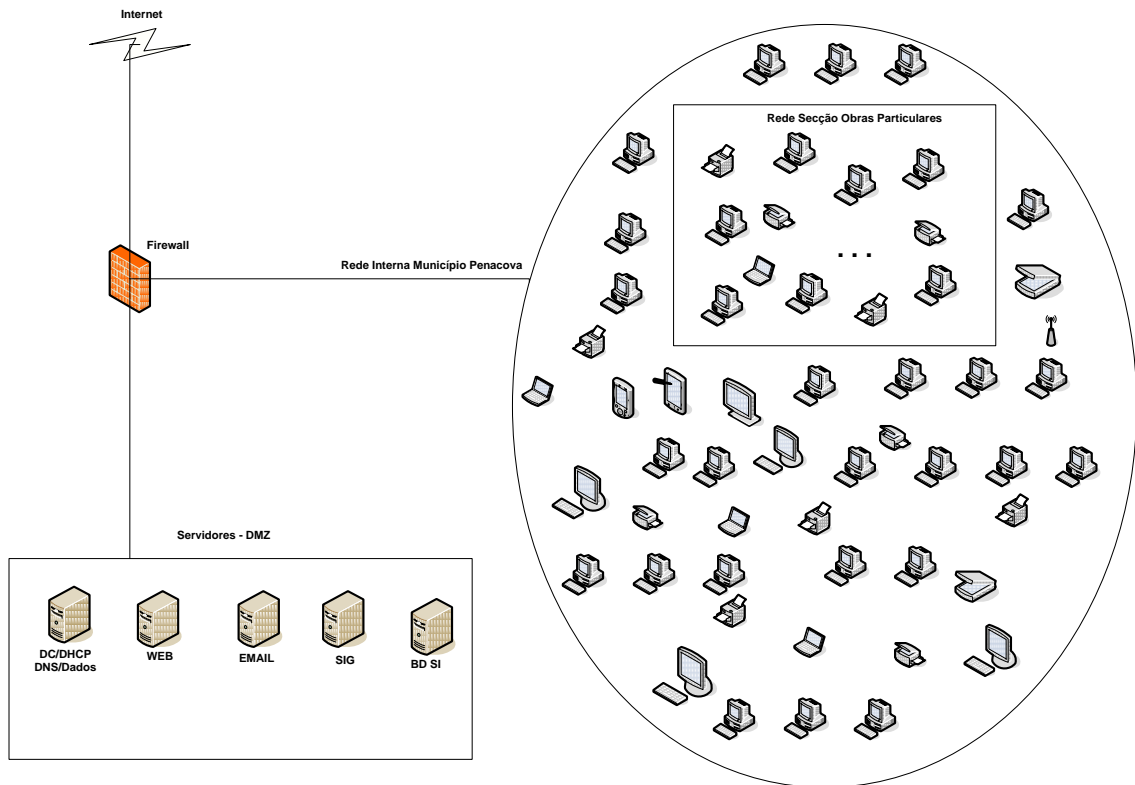 Internet
Rede Secção Obras Particulares
Firewall
Rede Interna Município Penacova
. . .
Servidores - DMZ
DC/DHCP
DNS/Dados
WEB
EMAIL
SIG
BD SI